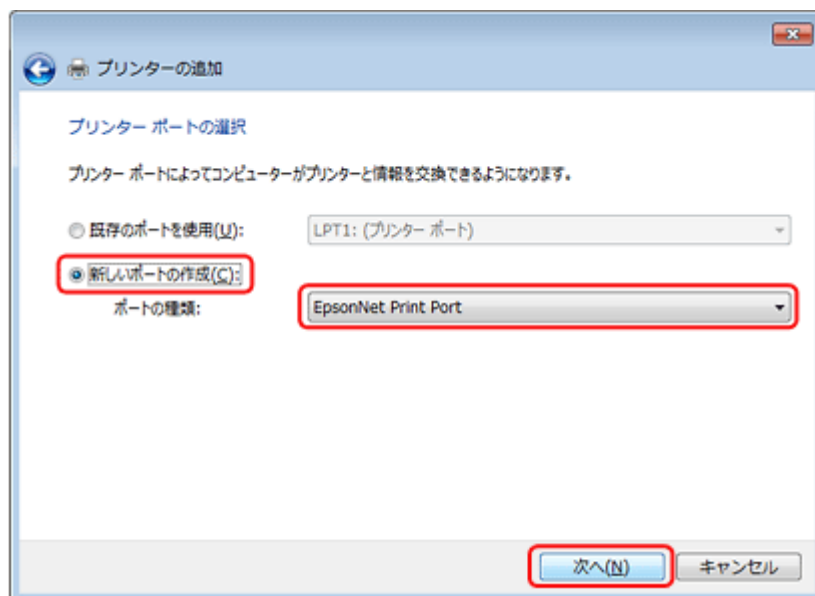 プリンターの追加
プリンター ポートの選択
プリンター ポートによってコンピューターがプリンターと情報を交換できるようになります。
既存のポートを使用(U): LPT1: (プリンター ポート)
新しいポートの作成(C):
ポートの種類: EpsonNet Print Port
次へ(N) キャンセル